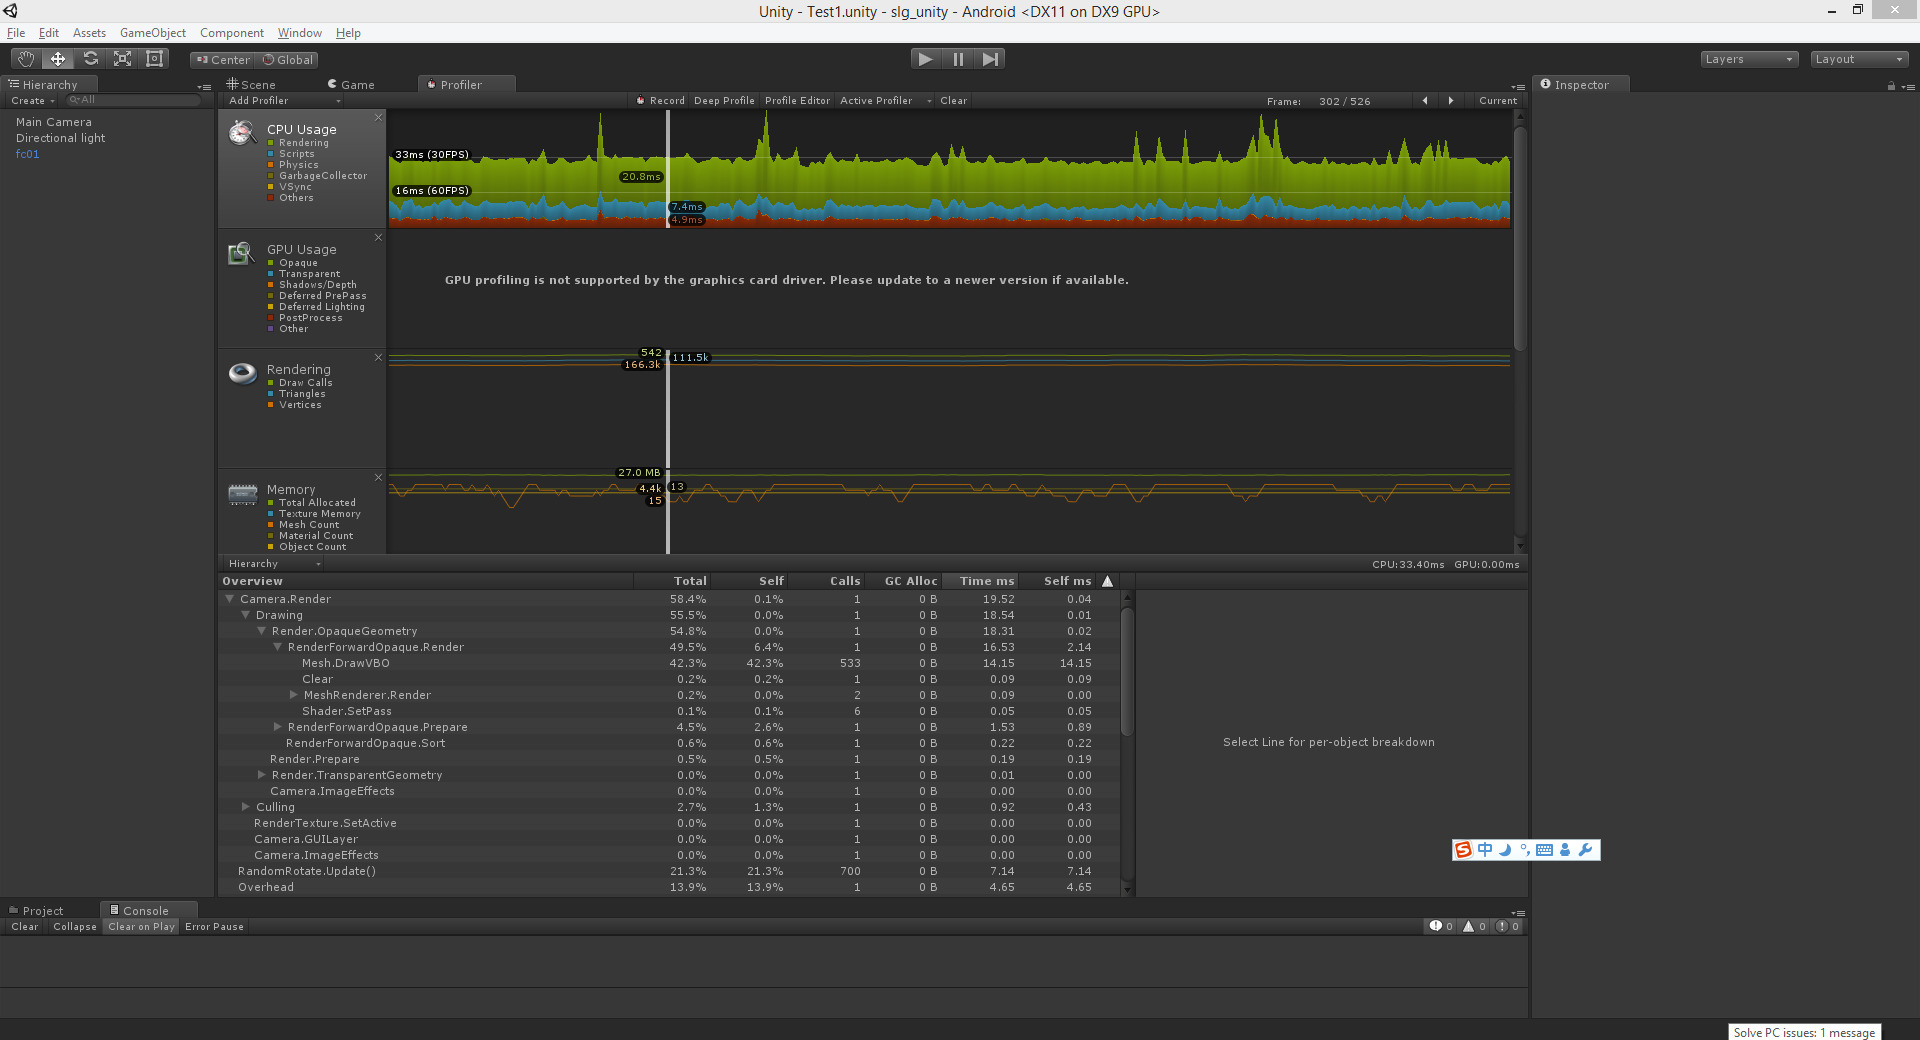 Unity - Test1.unity - slg_unity - Android <DX11 on DX9 GPU>
File Edit Assets GameObject Component Window Help
Center Global Layers Layout
Hierarchy
Create All
Main Camera
Directional light
fc01
Scene Game Profiler
Add Profiler Record Deep Profile Profile Editor Active Profiler Clear Frame: 302 / 526 Current
CPU Usage
Rendering
Scripts
Physics
GarbageCollector
VSync
Others
33ms (30FPS)
20.8ms
16ms (60FPS)
7.4ms
4.9ms
GPU Usage
Opaque
Transparent
Shadows/Depth
Deferred PrePass
Deferred Lighting
PostProcess
Other
GPU profiling is not supported by the graphics card driver. Please update to a newer version if available.
Rendering
Draw Calls
Triangles
Vertices
542
111.5k
166.3k
Memory
Total Allocated
Texture Memory
Mesh Count
Material Count
Object Count
27.0 MB
4.4k 13
15
Hierarchy CPU:33.40ms GPU:0.00ms
Overview Total Self Calls GC Alloc Time ms Self ms
Camera.Render 58.4% 0.1% 1 0 B 19.52 0.04
Drawing 55.5% 0.0% 1 0 B 18.54 0.01
Render.OpaqueGeometry 54.8% 0.0% 1 0 B 18.31 0.02
RenderForwardOpaque.Render 49.5% 6.4% 1 0 B 16.53 2.14
Mesh.DrawVBO 42.3% 42.3% 533 0 B 14.15 14.15
Clear 0.2% 0.2% 1 0 B 0.09 0.09
MeshRenderer.Render 0.2% 0.0% 2 0 B 0.09 0.00
Shader.SetPass 0.1% 0.1% 6 0 B 0.05 0.05
RenderForwardOpaque.Prepare 4.5% 2.6% 1 0 B 1.53 0.89
RenderForwardOpaque.Sort 0.6% 0.6% 1 0 B 0.22 0.22
Render.Prepare 0.5% 0.5% 1 0 B 0.19 0.19
Render.TransparentGeometry 0.0% 0.0% 1 0 B 0.01 0.00
Camera.ImageEffects 0.0% 0.0% 1 0 B 0.00 0.00
Culling 2.7% 1.3% 1 0 B 0.92 0.43
RenderTexture.SetActive 0.0% 0.0% 1 0 B 0.00 0.00
Camera.GUILayer 0.0% 0.0% 1 0 B 0.00 0.00
Camera.ImageEffects 0.0% 0.0% 1 0 B 0.00 0.00
RandomRotate.Update() 21.3% 21.3% 700 0 B 7.14 7.14
Overhead 13.9% 13.9% 1 0 B 4.65 4.65
Select Line for per-object breakdown
Inspector
S 中
Project Console
Clear Collapse Clear on Play Error Pause 0 0 0
Solve PC issues: 1 message